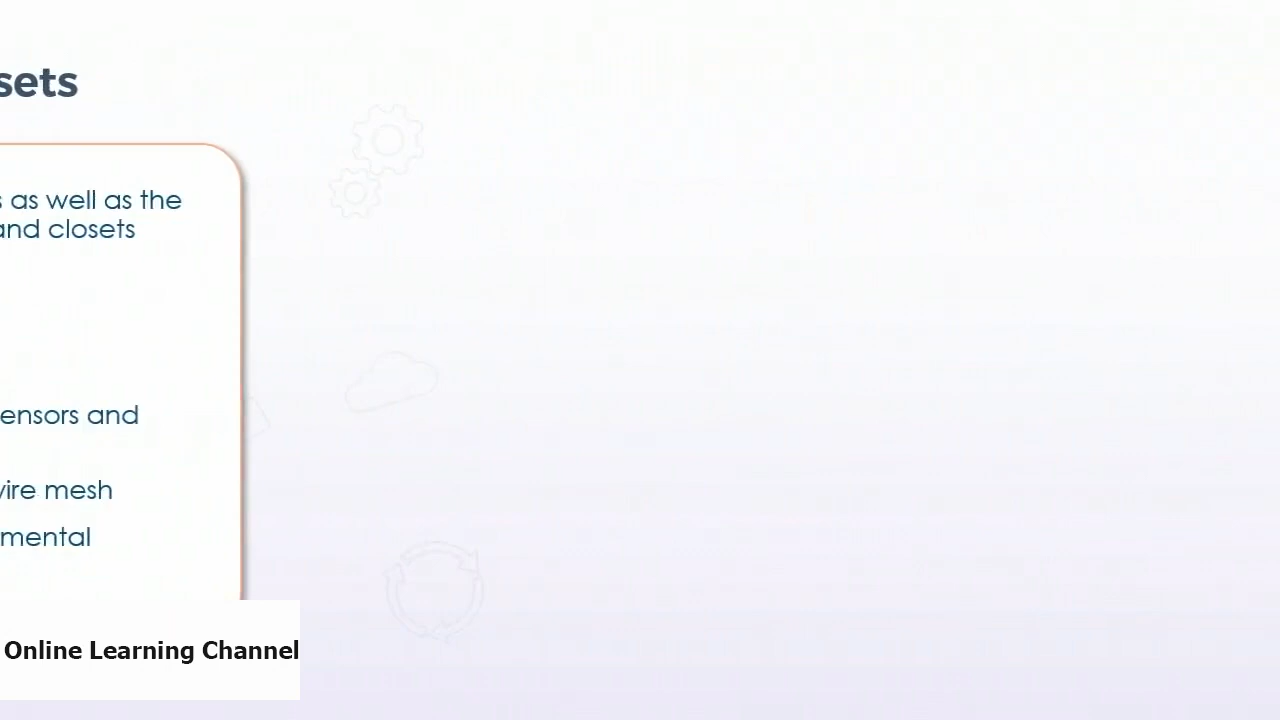 sets
s as well as the
and closets
ensors and
wire mesh
mental
Online Learning Channel